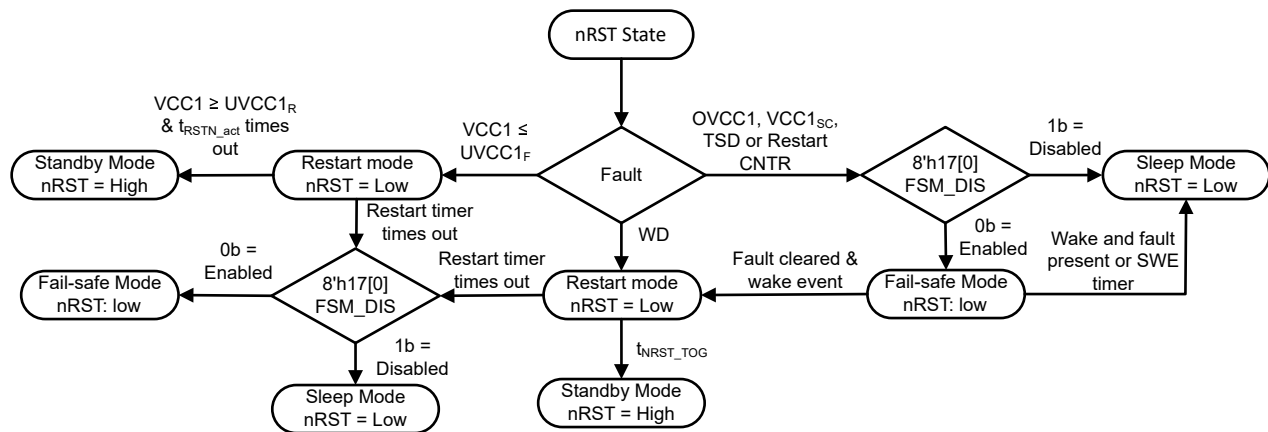 nRST State
VCC1 ≥ UVCC1R
& tRSTN_act times
out
VCC1 ≤
UVCC1F
OVCC1, VCC1SC,
TSD or Restart
CNTR
1b =
Disabled
Standby Mode
nRST = High
Restart mode
nRST = Low
Fault
8'h17[0]
FSM_DIS
Sleep Mode
nRST = Low
Restart timer
times out
WD
0b =
Enabled
Wake and fault
present or SWE
timer
0b =
Enabled
Restart timer
times out
Fault cleared &
wake event
Fail-safe Mode
nRST: low
8'h17[0]
FSM_DIS
Restart mode
nRST = Low
Fail-safe Mode
nRST: low
1b =
Disabled
tNRST_TOG
Sleep Mode
nRST = Low
Standby Mode
nRST = High